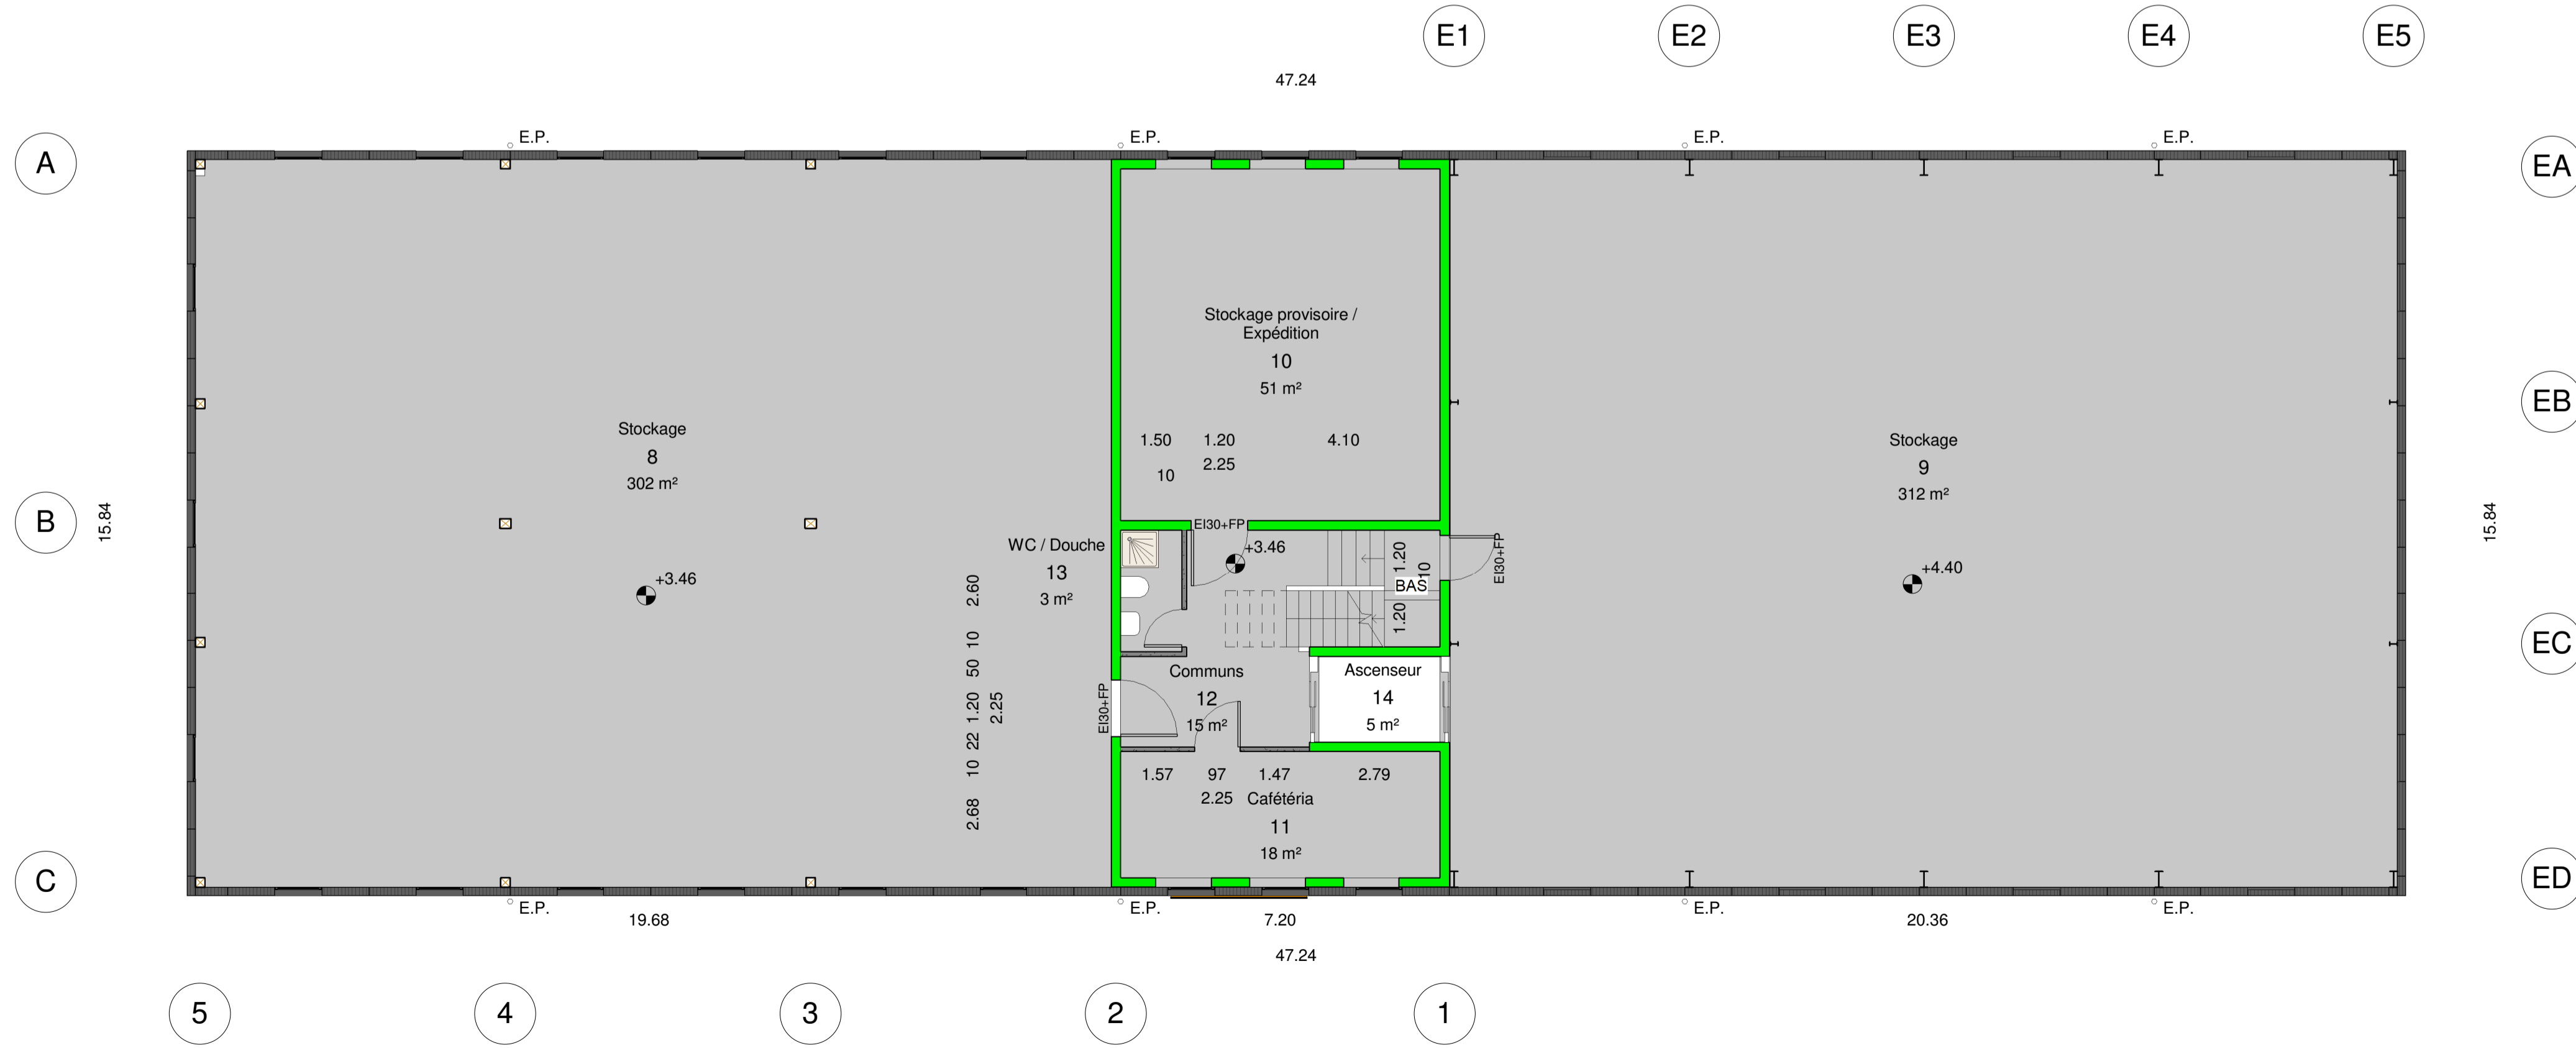 E1
E2
E3
E4
E5
47.24
E.P.
E.P.
E.P.
E.P.
A
EA
Stockage provisoire /
Expédition
10
51 m²
EB
Stockage
8
302 m²
1.50
1.20
4.10
2.25
10
Stockage
9
312 m²
B
15.84
15.84
EI30+FP
WC / Douche
13
3 m²
+3.46
+3.46
1.20
10
BAS
1.20
EI30+FP
+4.40
2.60
10
50
1.20
2.25
22
10
2.68
EC
Communs
12
15 m²
EI30+FP
Ascenseur
14
5 m²
1.57
97
1.47
2.79
2.25
Cafétéria
11
18 m²
C
ED
E.P.
E.P.
E.P.
E.P.
19.68
7.20
20.36
47.24
5
4
3
2
1